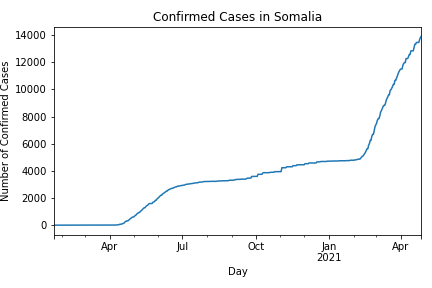 Confirmed Cases in Somalia
Number of Confirmed Cases
14000
12000
10000
8000
6000
4000
2000
0
Apr Jul Oct Jan Apr
2021
Day